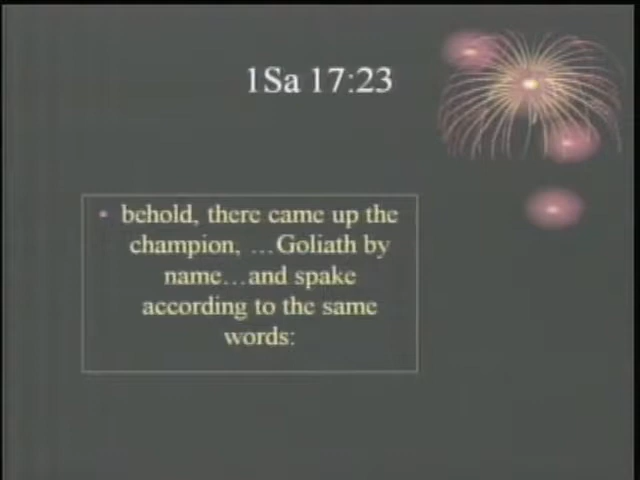 1Sa 17:23
• behold, there came up the
champion, …Goliath by
name…and spake
according to the same
words: